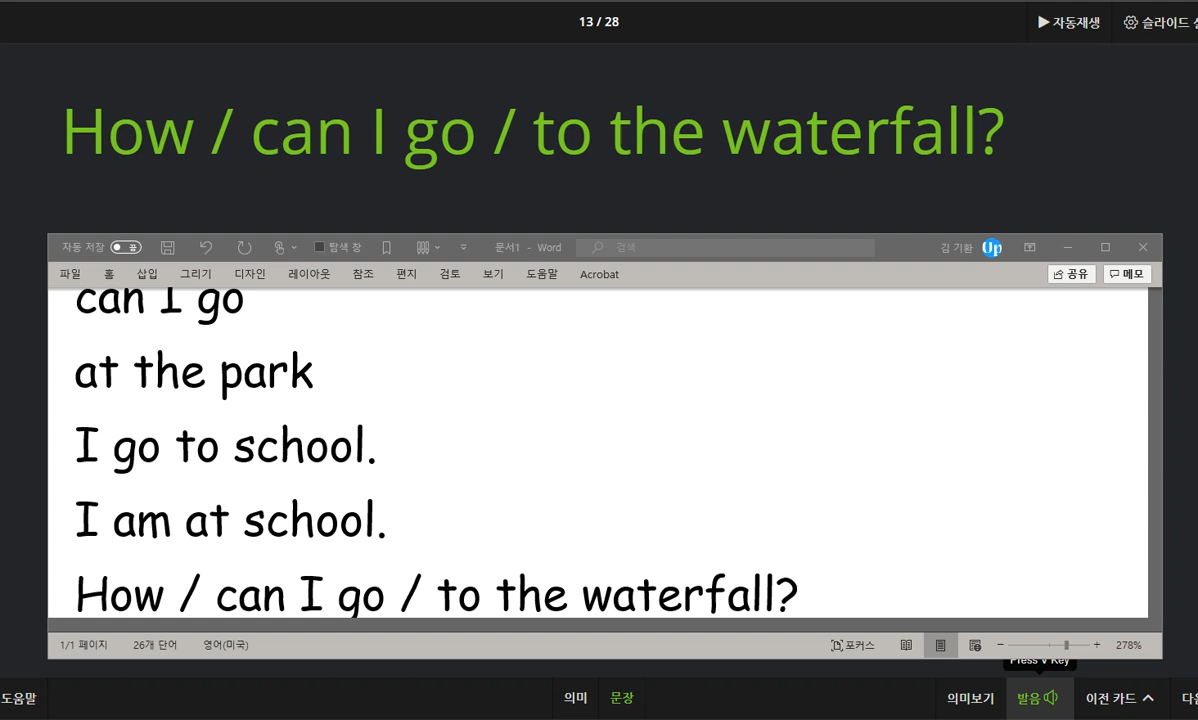 13 / 28
▶자동재생
슬라이드
How / can I go / to the waterfall?
자동 저장
탐색 창
문서1 - Word
검색
김 기환
Up
파일 홈 삽입 그리기 디자인 레이아웃 참조 편지 검토 보기 도움말 Acrobat
공유
메모
can I go
at the park
I go to school.
I am at school.
How / can I go / to the waterfall?
1/1 페이지 26개 단어 영어(미국)
포커스
278%
Press V Key
도움말
의미
문장
의미보기
발음
이전 카드